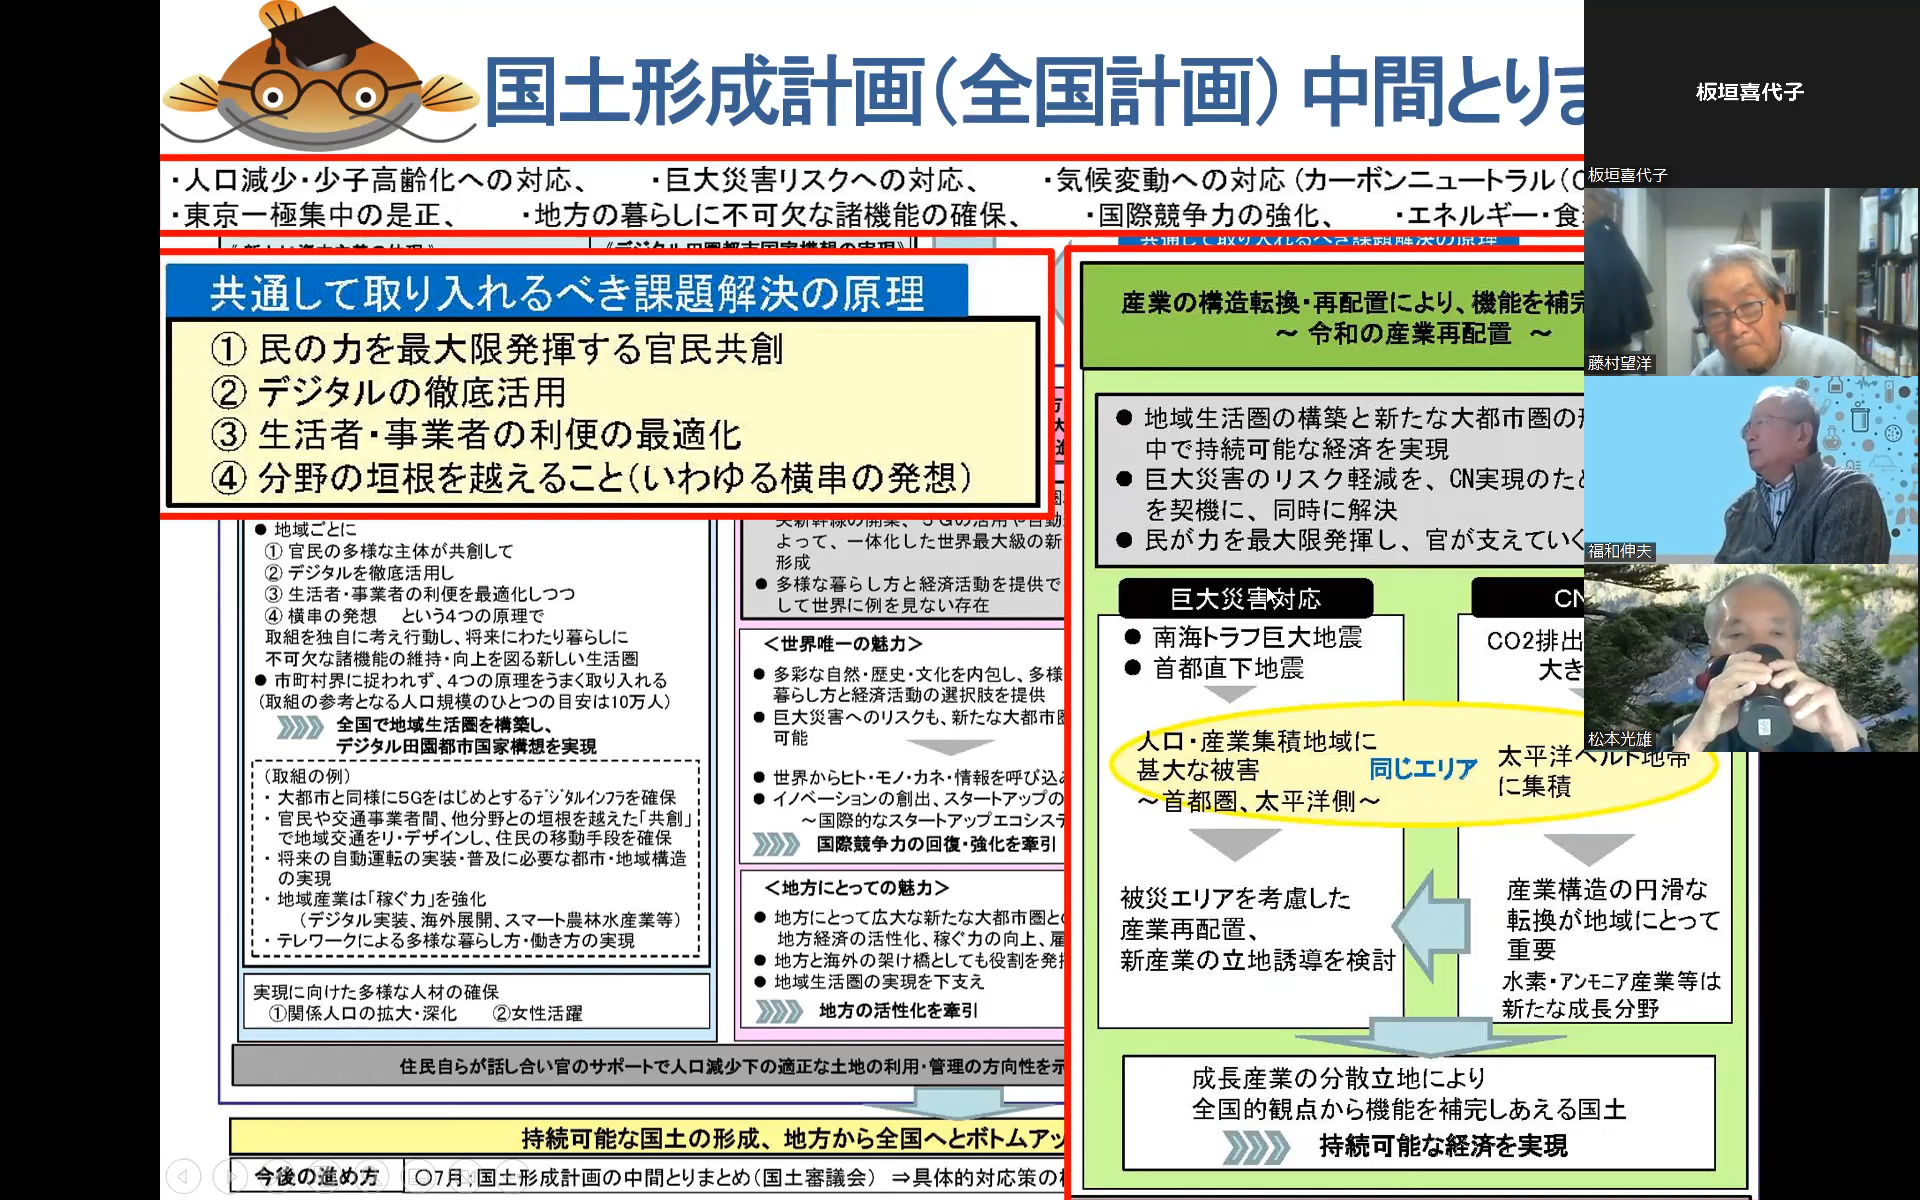 国土形成計画(全国計画) 中間とりま
・人口減少・少子高齢化への対応、 ・巨大災害リスクへの対応、 ・気候変動への対応(カーボンニュートラル(
・東京一極集中の是正、 ・地方の暮らしに不可欠な諸機能の確保、 ・国際競争力の強化、 ・エネルギー・食
共通して取り入れるべき課題解決の原理
① 民の力を最大限発揮する官民共創
② デジタルの徹底活用
③ 生活者・事業者の利便の最適化
④ 分野の垣根を越えること(いわゆる横串の発想)
● 地域ごとに
① 官民の多様な主体が共創して
② デジタルを徹底活用し
③ 生活者・事業者の利便を最適化しつつ
④ 横串の発想 という4つの原理で
取組を独自に考え行動し、将来にわたり暮らしに
不可欠な諸機能の維持・向上を図る新しい生活圏
● 市町村界に捉われず、4つの原理をうまく取り入れる
(取組の参考となる人口規模のひとつの目安は10万人)
全国で地域生活圏を構築し、
デジタル田園都市国家構想を実現
(取組の例)
・ 大都市と同様に5Gをはじめとするデジタルインフラを確保
・ 官民や交通事業者間、他分野との垣根を越えた「共創」
で地域交通をリ・デザインし、住民の移動手段を確保
・ 将来の自動運転の実装・普及に必要な都市・地域構造
の実現
・ 地域産業は「稼ぐ力」を強化
(デジタル実装、海外展開、スマート農林水産業等)
・ テレワークによる多様な暮らし方・働き方の実現
実現に向けた多様な人材の確保
①関係人口の拡大・深化 ②女性活躍
よって、一体化した世界最大級の新
形成
● 多様な暮らし方と経済活動を提供で
して世界に例を見ない存在
<世界唯一の魅力>
● 多彩な自然・歴史・文化を内包し、多様
暮らし方と経済活動の選択肢を提供
● 巨大災害へのリスクも、新たな大都市圏
可能
● 世界からヒト・モノ・カネ・情報を呼び込み
● イノベーションの創出、スタートアップの
～国際的なスタートアップエコシステ
国際競争力の回復・強化を牽引
<地方にとっての魅力>
● 地方にとって広大な新たな大都市圏との
地方経済の活性化、稼ぐ力の向上、雇
● 地方と海外の架け橋としても役割を発揮
● 地域生活圏の実現を下支え
地方の活性化を牽引
住民自らが話し合い官のサポートで人口減少下の適正な土地の利用・管理の方向性を示
持続可能な国土の形成、地方から全国へとボトムアッ
今後の進め方 ○7月:国土形成計画の中間とりまとめ(国土審議会) ⇒具体的対応策の検
共通して取り入れるべき課題解決の原理
産業の構造転換・再配置により、機能を補完
～ 令和の産業再配置 ～
● 地域生活圏の構築と新たな大都市圏の形
中で持続可能な経済を実現
● 巨大災害のリスク軽減を、CN実現のため
を契機に、同時に解決
● 民が力を最大限発揮し、官が支えていく
巨大災害対応 CN
● 南海トラフ巨大地震
● 首都直下地震
CO2排出
大き
人口・産業集積地域に
甚大な被害
～首都圏、太平洋側～
同じエリア
太平洋ベルト地帯
に集積
被災エリアを考慮した
産業再配置、
新産業の立地誘導を検討
産業構造の円滑な
転換が地域にとって
重要
水素・アンモニア産業等は
新たな成長分野
成長産業の分散立地により
全国的観点から機能を補完しあえる国土
持続可能な経済を実現
板垣喜代子
板垣喜代子
藤村望洋
福和伸夫
松本光雄